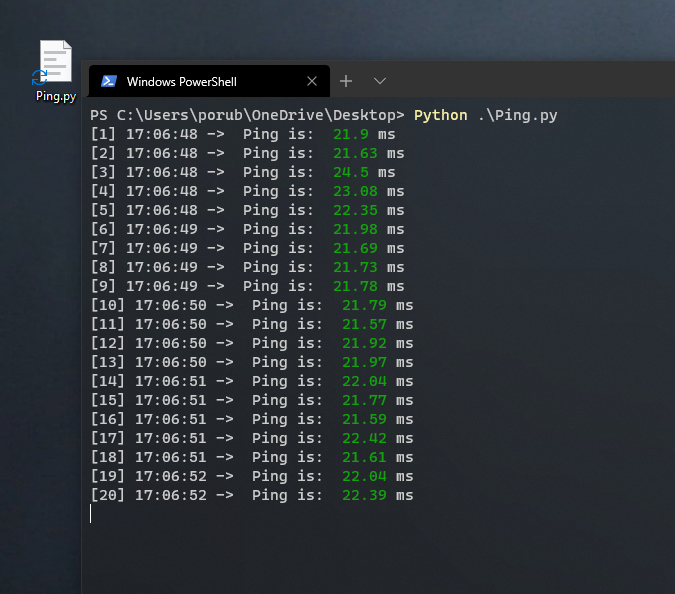 Ping.py
Windows PowerShell
PS C:\Users\porub\OneDrive\Desktop> Python .\Ping.py
[1] 17:06:48 -> Ping is: 21.9 ms
[2] 17:06:48 -> Ping is: 21.63 ms
[3] 17:06:48 -> Ping is: 24.5 ms
[4] 17:06:48 -> Ping is: 23.08 ms
[5] 17:06:48 -> Ping is: 22.35 ms
[6] 17:06:49 -> Ping is: 21.98 ms
[7] 17:06:49 -> Ping is: 21.69 ms
[8] 17:06:49 -> Ping is: 21.73 ms
[9] 17:06:49 -> Ping is: 21.78 ms
[10] 17:06:50 -> Ping is: 21.79 ms
[11] 17:06:50 -> Ping is: 21.57 ms
[12] 17:06:50 -> Ping is: 21.92 ms
[13] 17:06:50 -> Ping is: 21.97 ms
[14] 17:06:51 -> Ping is: 22.04 ms
[15] 17:06:51 -> Ping is: 21.77 ms
[16] 17:06:51 -> Ping is: 21.59 ms
[17] 17:06:51 -> Ping is: 22.42 ms
[18] 17:06:51 -> Ping is: 21.61 ms
[19] 17:06:52 -> Ping is: 22.04 ms
[20] 17:06:52 -> Ping is: 22.39 ms